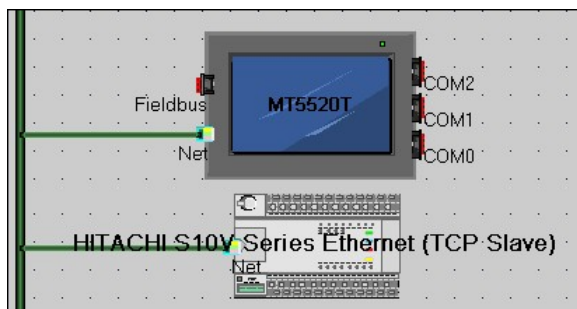 COM2
Fieldbus
MT5520T
COM1
Net
COM0
HITACHI S10V Series Ethernet (TCP Slave)
Net